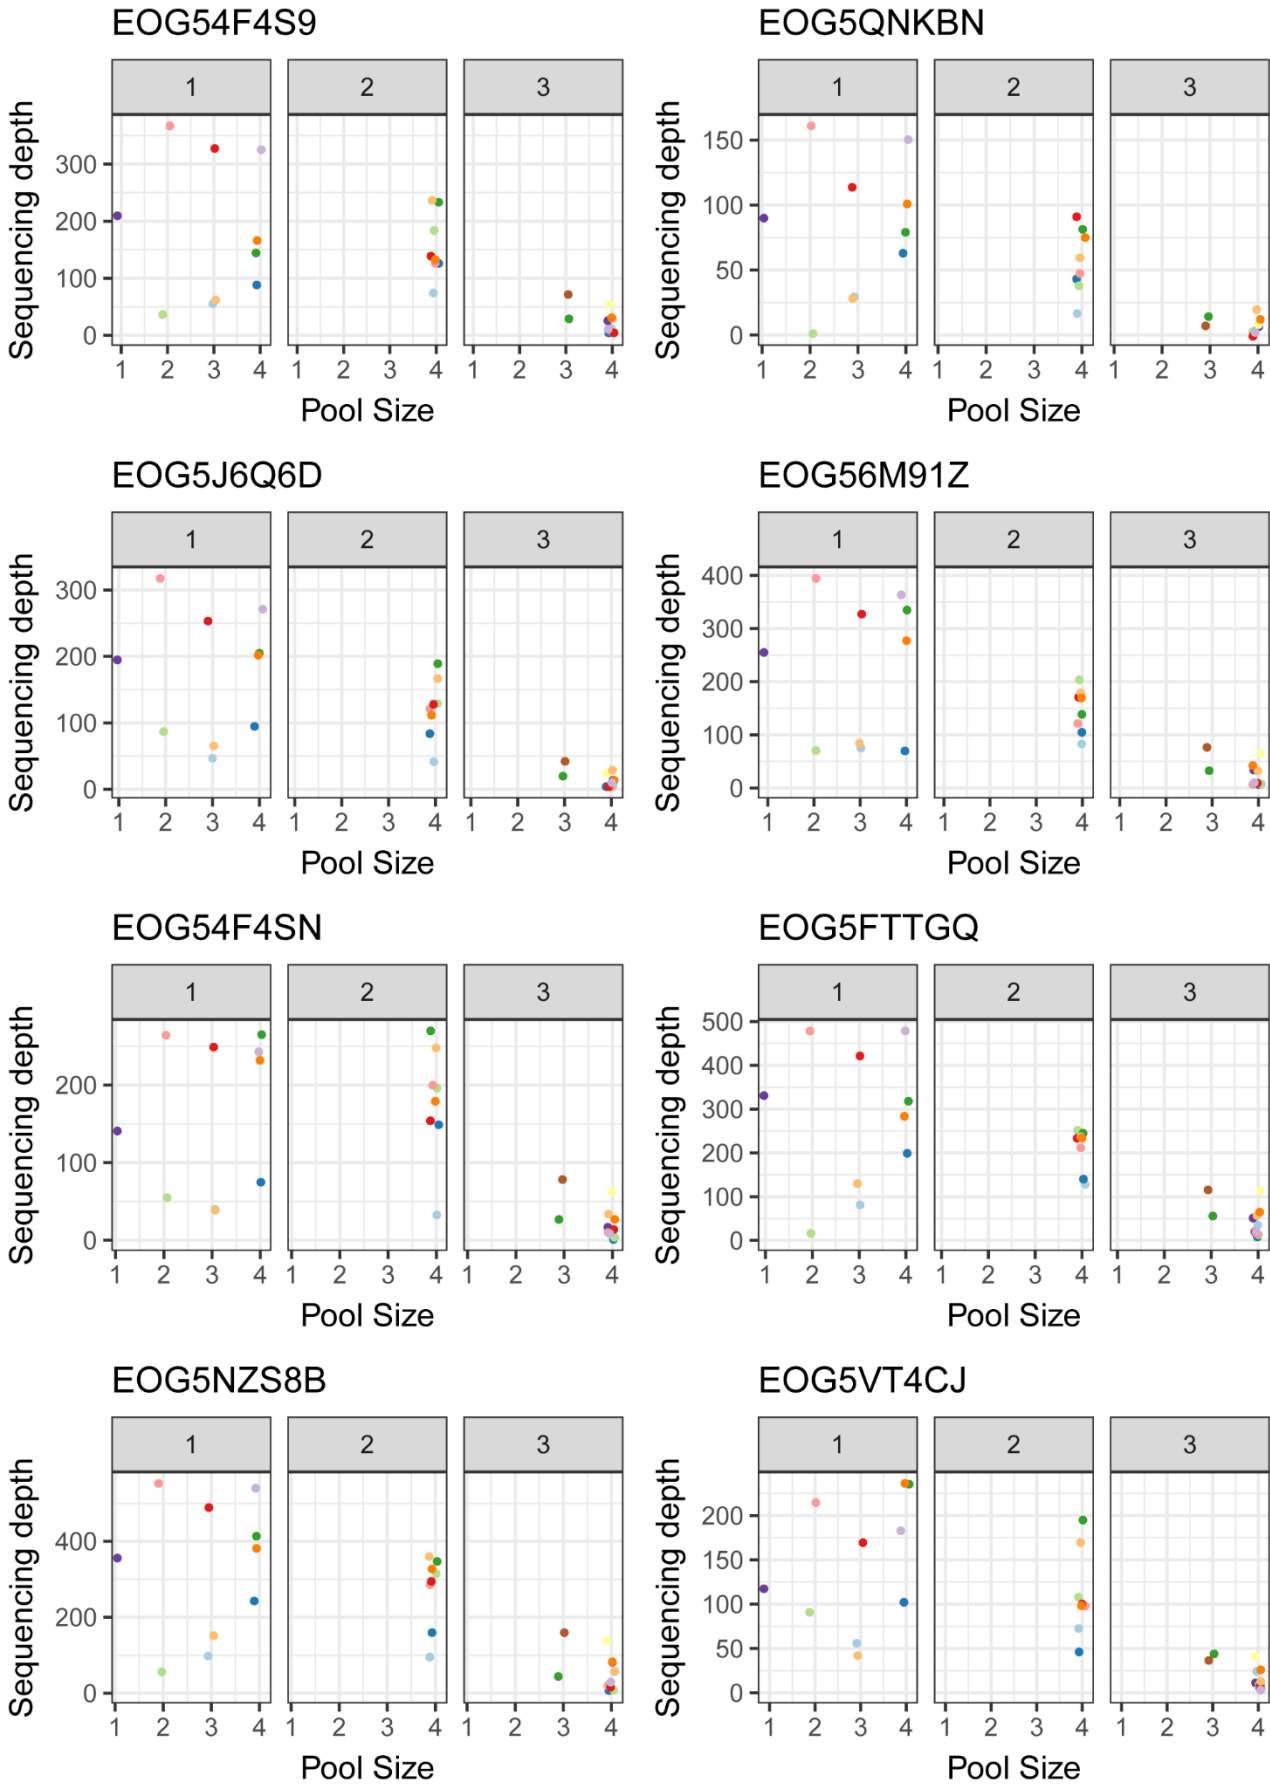 EOG54F4S9
1 2 3
Sequencing depth
300
200
100
0
1 2 3 4 1 2 3 4 1 2 3 4
Pool Size
EOG5QNKBN
1 2 3
Sequencing depth
150
100
50
0
1 2 3 4 1 2 3 4 1 2 3 4
Pool Size
EOG5J6Q6D
1 2 3
Sequencing depth
300
200
100
0
1 2 3 4 1 2 3 4 1 2 3 4
Pool Size
EOG56M91Z
1 2 3
Sequencing depth
400
300
200
100
0
1 2 3 4 1 2 3 4 1 2 3 4
Pool Size
EOG54F4SN
1 2 3
Sequencing depth
200
100
0
1 2 3 4 1 2 3 4 1 2 3 4
Pool Size
EOG5FTTGQ
1 2 3
Sequencing depth
500
400
300
200
100
0
1 2 3 4 1 2 3 4 1 2 3 4
Pool Size
EOG5NZS8B
1 2 3
Sequencing depth
400
200
0
1 2 3 4 1 2 3 4 1 2 3 4
Pool Size
EOG5VT4CJ
1 2 3
Sequencing depth
200
150
100
50
0
1 2 3 4 1 2 3 4 1 2 3 4
Pool Size